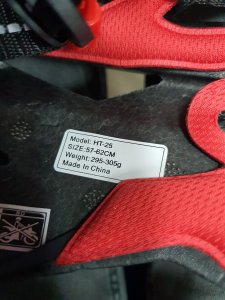 Model: HT-25
SIZE:57-62CM
Weight: 295-305g
Made In China